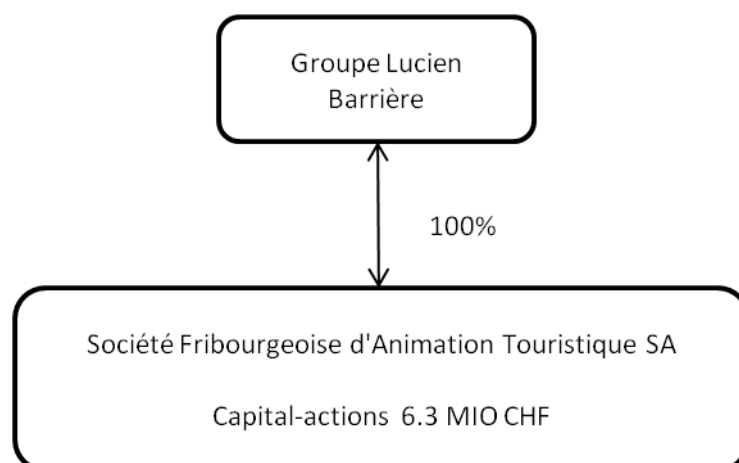 Groupe Lucien
Barrière
100%
Société Fribourgeoise d'Animation Touristique SA
Capital-actions 6.3 MIO CHF